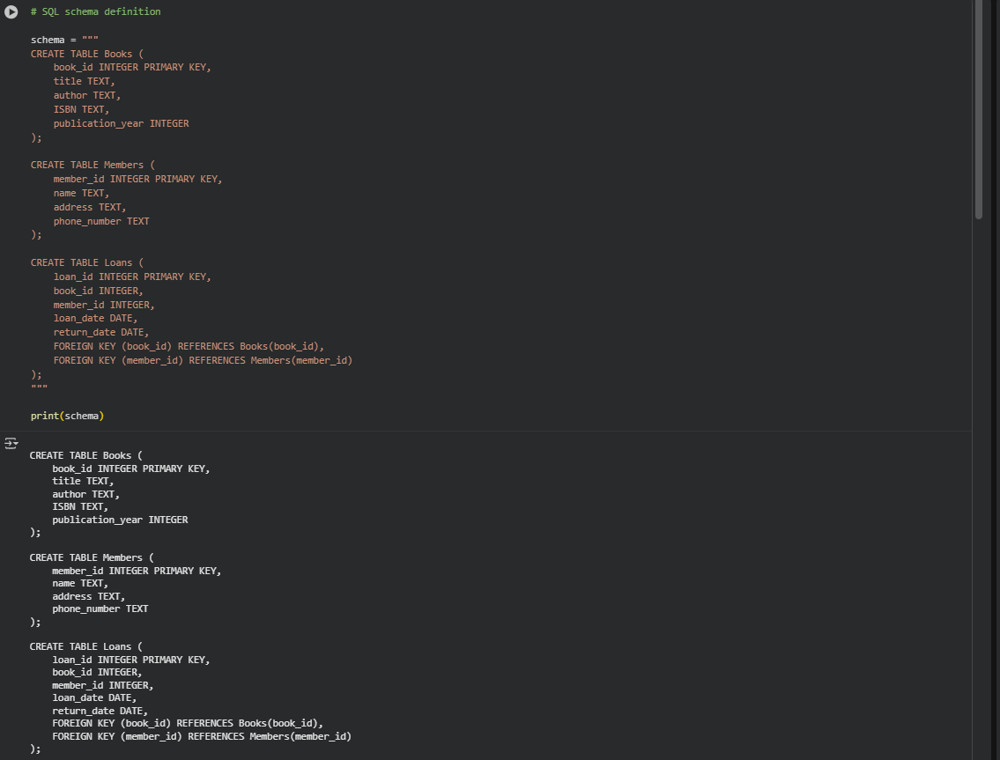 # SQL schema definition

schema = """
CREATE TABLE Books (
    book_id INTEGER PRIMARY KEY,
    title TEXT,
    author TEXT,
    ISBN TEXT,
    publication_year INTEGER
);

CREATE TABLE Members (
    member_id INTEGER PRIMARY KEY,
    name TEXT,
    address TEXT,
    phone_number TEXT
);

CREATE TABLE Loans (
    loan_id INTEGER PRIMARY KEY,
    book_id INTEGER,
    member_id INTEGER,
    loan_date DATE,
    return_date DATE,
    FOREIGN KEY (book_id) REFERENCES Books(book_id),
    FOREIGN KEY (member_id) REFERENCES Members(member_id)
);
"""

print(schema)

CREATE TABLE Books (
    book_id INTEGER PRIMARY KEY,
    title TEXT,
    author TEXT,
    ISBN TEXT,
    publication_year INTEGER
);

CREATE TABLE Members (
    member_id INTEGER PRIMARY KEY,
    name TEXT,
    address TEXT,
    phone_number TEXT
);

CREATE TABLE Loans (
    loan_id INTEGER PRIMARY KEY,
    book_id INTEGER,
    member_id INTEGER,
    loan_date DATE,
    return_date DATE,
    FOREIGN KEY (book_id) REFERENCES Books(book_id),
    FOREIGN KEY (member_id) REFERENCES Members(member_id)
);